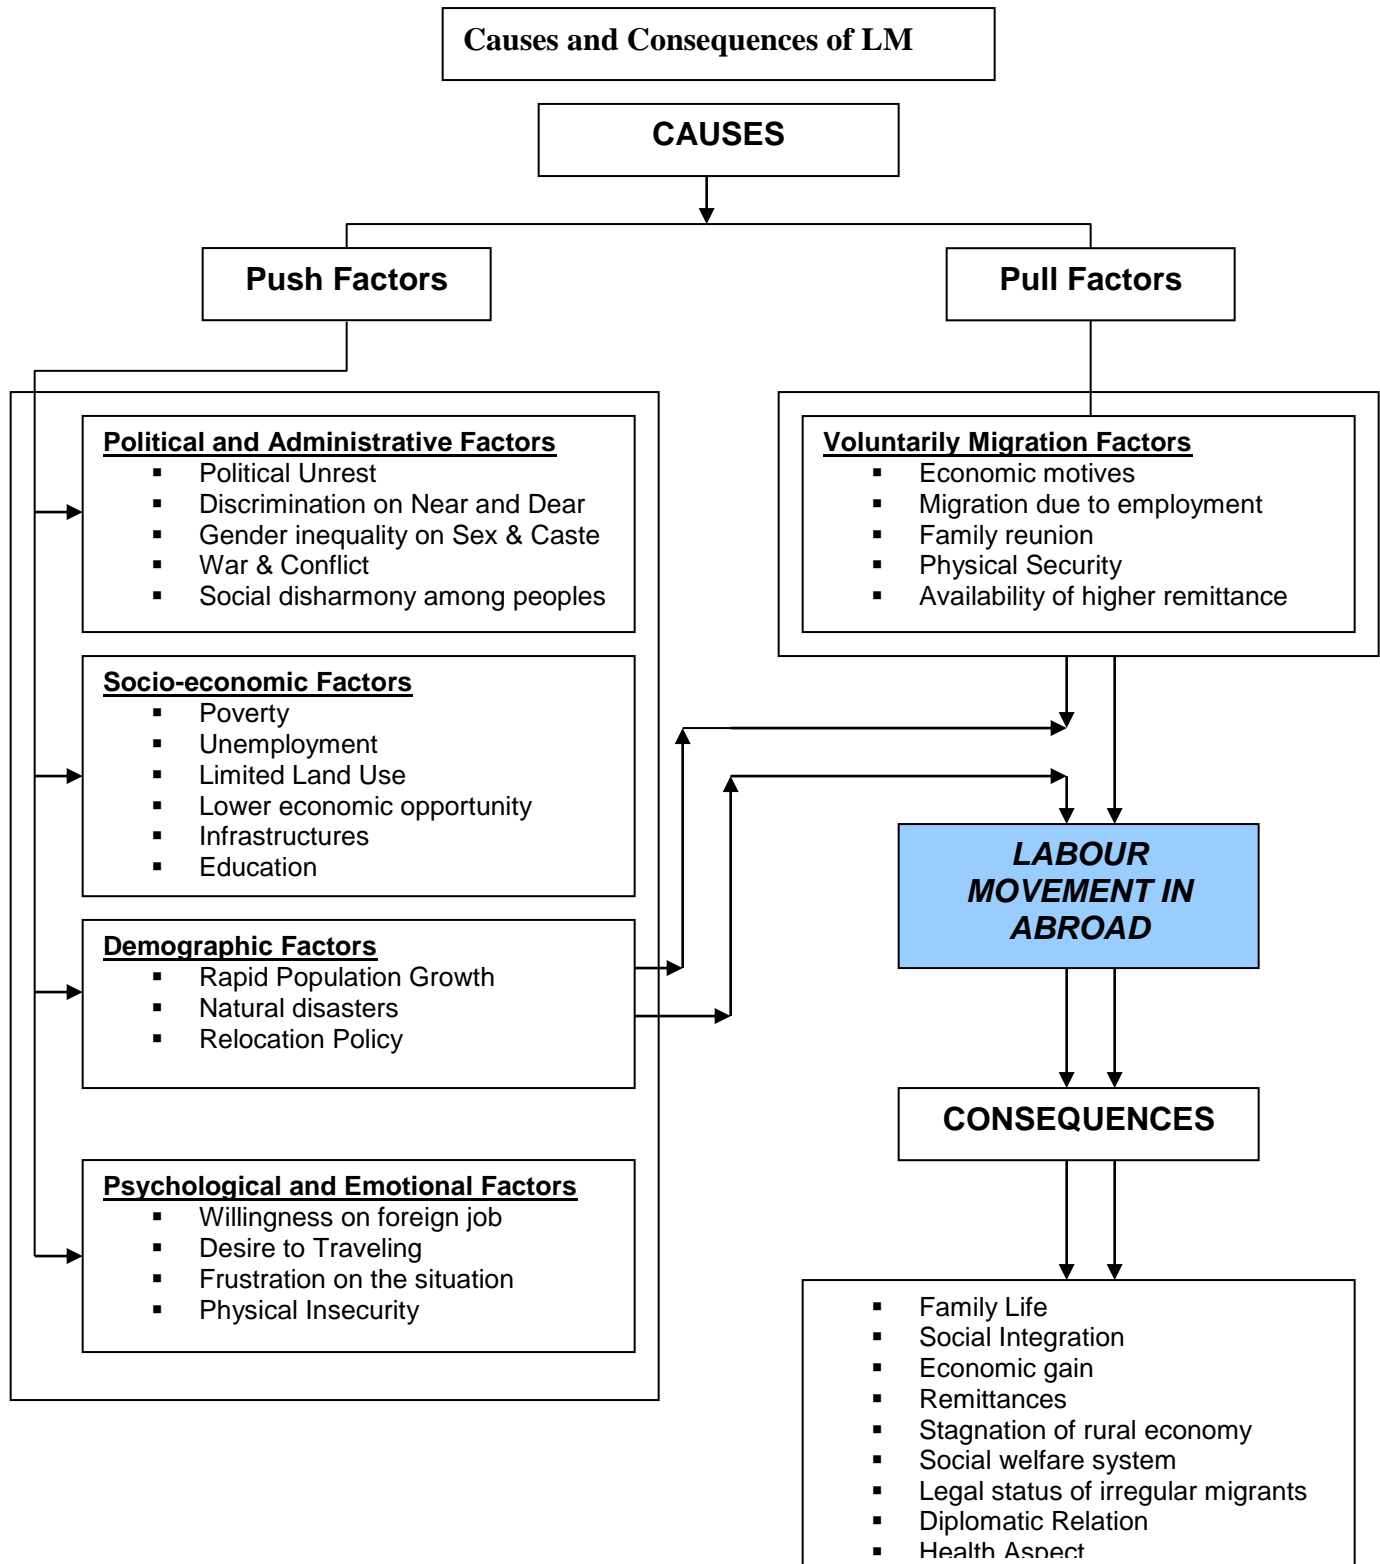 Causes and Consequences of LM
CAUSES
Push Factors
Pull Factors
Political and Administrative Factors
▪ Political Unrest
▪ Discrimination on Near and Dear
▪ Gender inequality on Sex & Caste
▪ War & Conflict
▪ Social disharmony among peoples
Voluntarily Migration Factors
▪ Economic motives
▪ Migration due to employment
▪ Family reunion
▪ Physical Security
▪ Availability of higher remittance
Socio-economic Factors
▪ Poverty
▪ Unemployment
▪ Limited Land Use
▪ Lower economic opportunity
▪ Infrastructures
▪ Education
Demographic Factors
▪ Rapid Population Growth
▪ Natural disasters
▪ Relocation Policy
Psychological and Emotional Factors
▪ Willingness on foreign job
▪ Desire to Traveling
▪ Frustration on the situation
▪ Physical Insecurity
LABOUR
MOVEMENT IN
ABROAD
CONSEQUENCES
▪ Family Life
▪ Social Integration
▪ Economic gain
▪ Remittances
▪ Stagnation of rural economy
▪ Social welfare system
▪ Legal status of irregular migrants
▪ Diplomatic Relation
▪ Health Aspect